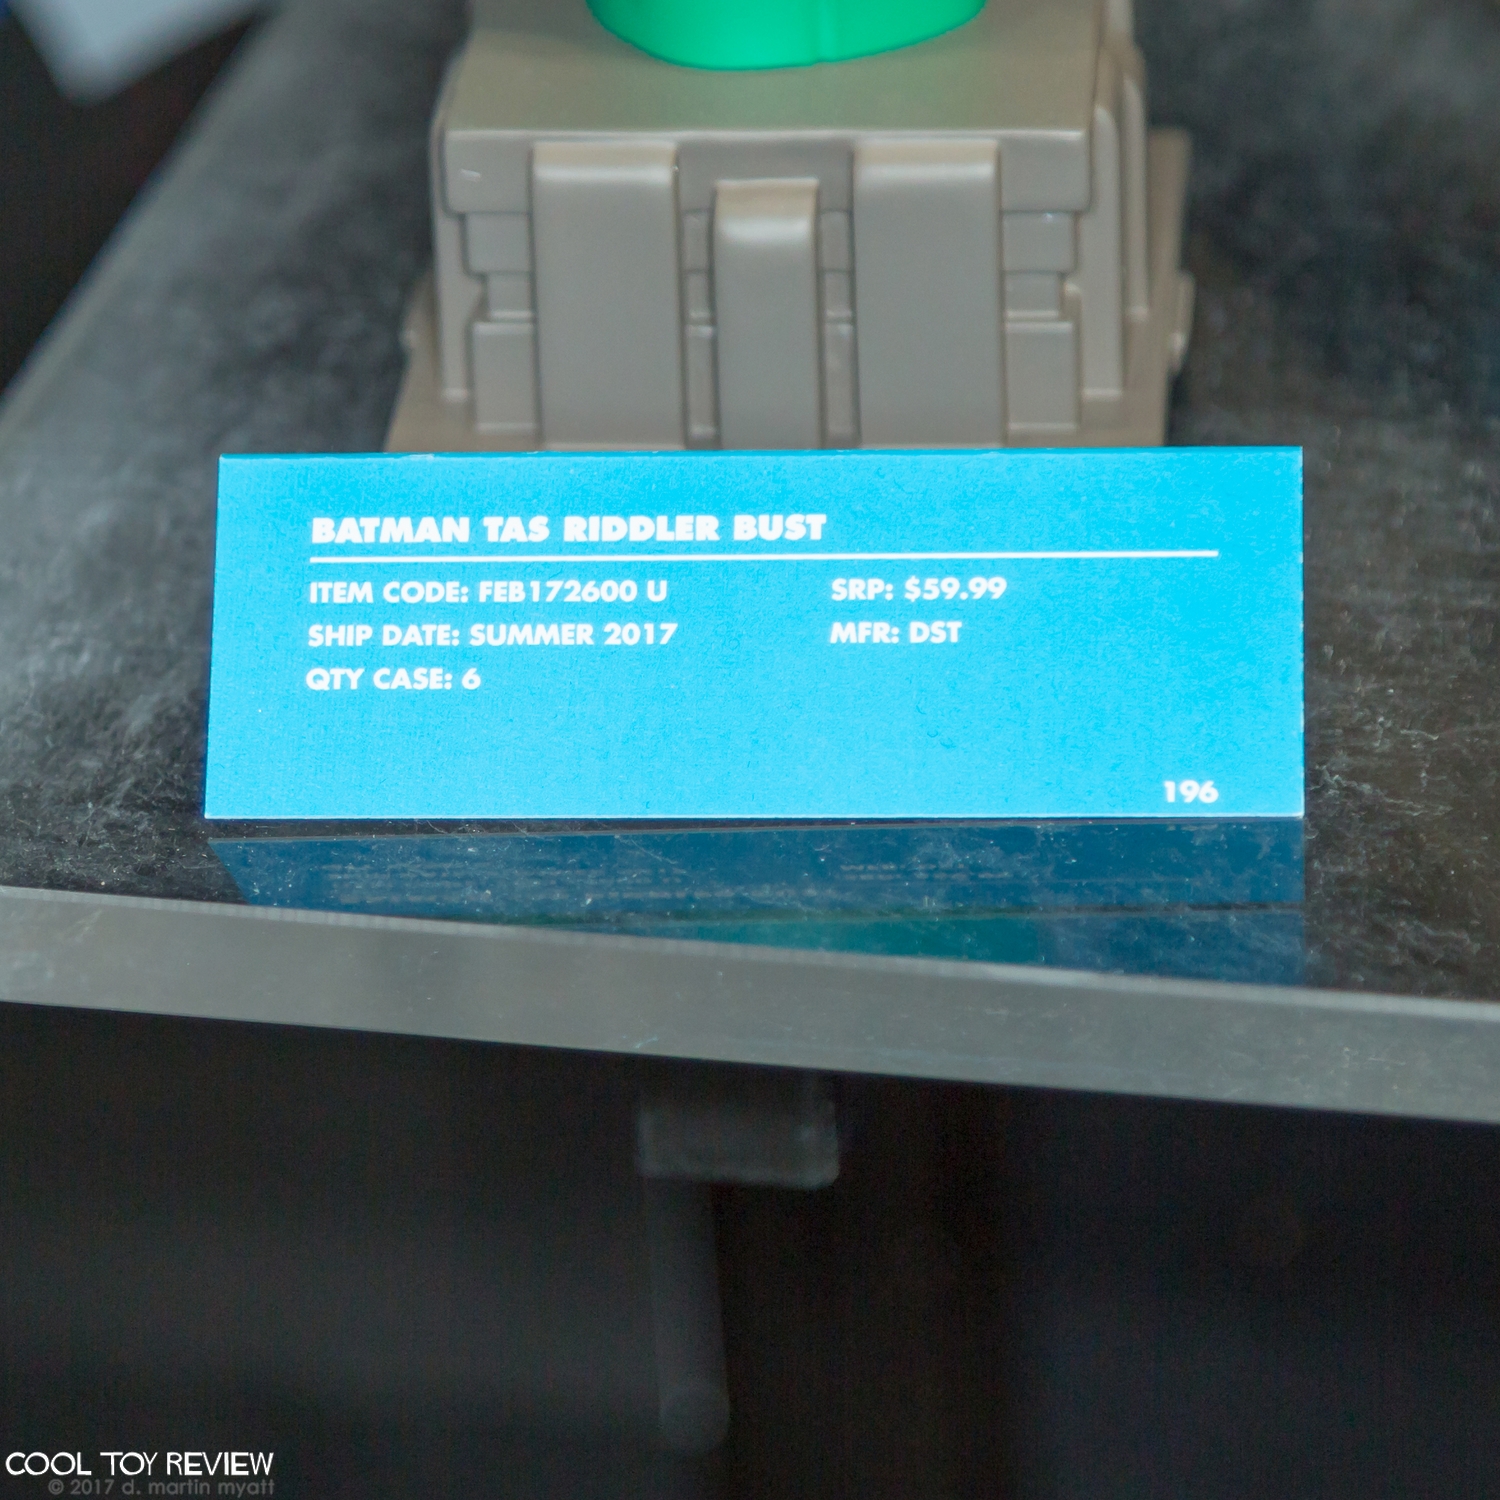 BATMAN TAS RIDDLER BUST
ITEM CODE: FEB172600 U
SRP: $59.99
SHIP DATE: SUMMER 2017
MFR: DST
QTY CASE: 6
196
COOL TOY REVIEW
© 2017 d. martin myatt